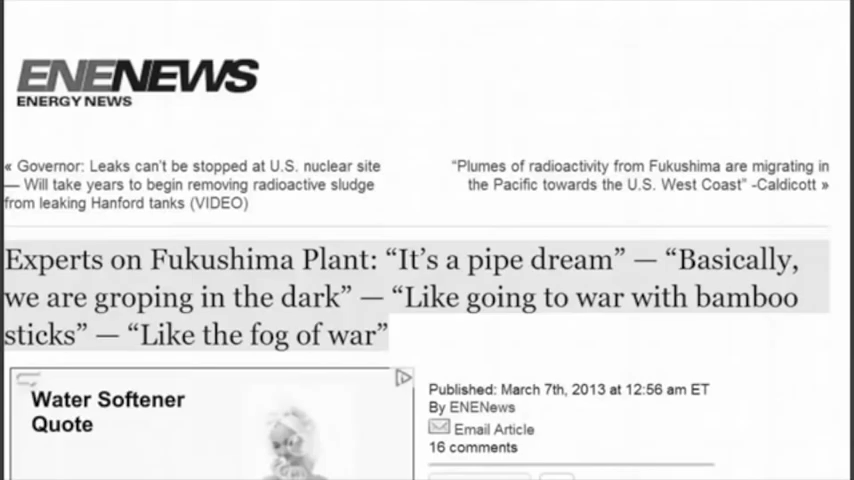 ENENEWS
ENERGY NEWS
« Governor: Leaks can't be stopped at U.S. nuclear site
— Will take years to begin removing radioactive sludge
from leaking Hanford tanks (VIDEO)
“Plumes of radioactivity from Fukushima are migrating in
the Pacific towards the U.S. West Coast” -Caldicott »
Experts on Fukushima Plant: “It’s a pipe dream” — “Basically,
we are groping in the dark” — “Like going to war with bamboo
sticks” — “Like the fog of war”
Water Softener
Quote
Published: March 7th, 2013 at 12:56 am ET
By ENENews
Email Article
16 comments